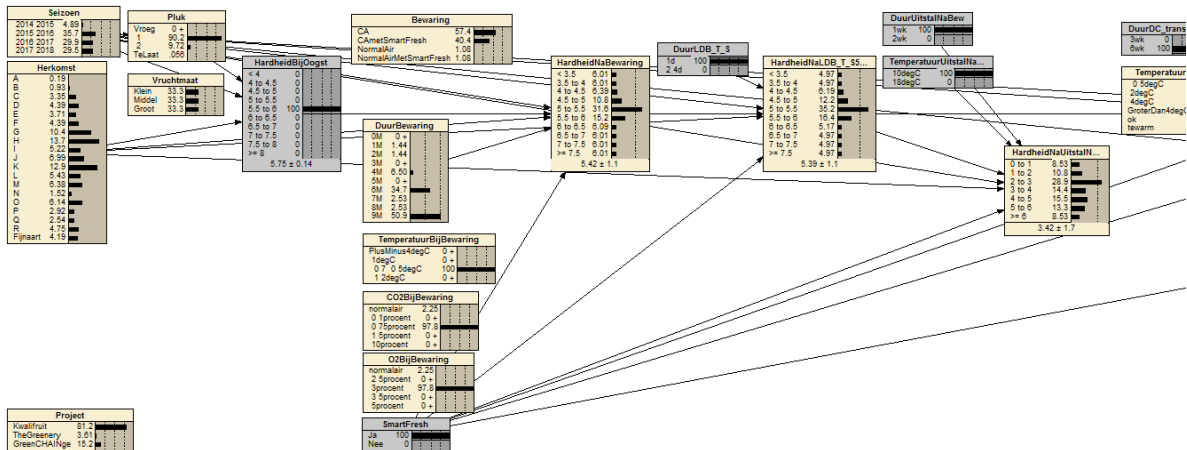 Seizoen
2014 2015 4.89
2015 2016 35.7
2016 2017 29.9
2017 2018 29.5
Pluk
Vroeg 0 +
1 90.2
2 9.72
TeLaat .056
Vruchtmaat
Klein 33.3
Middel 33.3
Groot 33.3
Herkomst
A 0.19
B 0.93
C 3.35
D 4.39
E 3.71
F 4.39
G 10.4
H 13.7
I 5.22
J 6.99
K 12.9
L 5.43
M 6.38
N 1.52
O 6.14
P 2.92
Q 2.54
R 4.75
Fijnaart 4.19
HardheidBijOogst
< 4 0
4 to 4.5 0
4.5 to 5 0
5 to 5.5 0
5.5 to 6 100
6 to 6.5 0
6.5 to 7 0
7 to 7.5 0
7.5 to 8 0
>= 8 0
5.75 ± 0.14
Bewaring
CA 57.4
CAmetSmartFresh 40.4
NormalAir 1.08
NormalAirMetSmartFresh 1.08
DuurBewaring
0M 0 +
1M 1.44
2M 1.44
3M 0 +
4M 6.50
5M 0 +
6M 34.7
7M 2.53
8M 2.53
9M 50.9
TemperatuurBijBewaring
PlusMinus4degC 0 +
1degC 0 +
0 7 0 5degC 100
1 2degC 0 +
CO2BijBewaring
normalair 2.25
0 1procent 0 +
0 75procent 97.8
1 5procent 0 +
10procent 0 +
O2BijBewaring
normalair 2.25
2 5procent 0 +
3procent 97.8
3 5procent 0 +
5procent 0 +
SmartFresh
Ja 100
Nee 0
Project
Kwalifruit 81.2
TheGreenery 3.61
GreenCHAINge 15.2
HardheidNaBewaring
< 3.5 6.01
3.5 to 4 6.01
4 to 4.5 6.39
4.5 to 5 10.8
5 to 5.5 31.6
5.5 to 6 15.2
6 to 6.5 6.09
6.5 to 7 6.01
7 to 7.5 6.01
>= 7.5 6.01
5.42 ± 1.1
DuurLDB_T_S
1d 100
2 4d 0
HardheidNaLDB_T_S5...
< 3.5 4.97
3.5 to 4 4.97
4 to 4.5 6.19
4.5 to 5 12.2
5 to 5.5 35.2
5.5 to 6 16.4
6 to 6.5 5.17
6.5 to 7 4.97
7 to 7.5 4.97
>= 7.5 4.97
5.39 ± 1.1
DuurUitstalNaBew
1wk 100
2wk 0
TemperatuurUitstalNa...
10degC 100
18degC 0
HardheidNaUitstalN...
0 to 1 8.53
1 to 2 10.8
2 to 3 28.9
3 to 4 14.4
4 to 5 15.5
5 to 6 13.3
>= 6 8.53
3.42 ± 1.7
DuurDC_trans
3wk 0
6wk 100
Temperatuur
0 5degC
2degC
4degC
GroterDan4degC
ok
tewarm